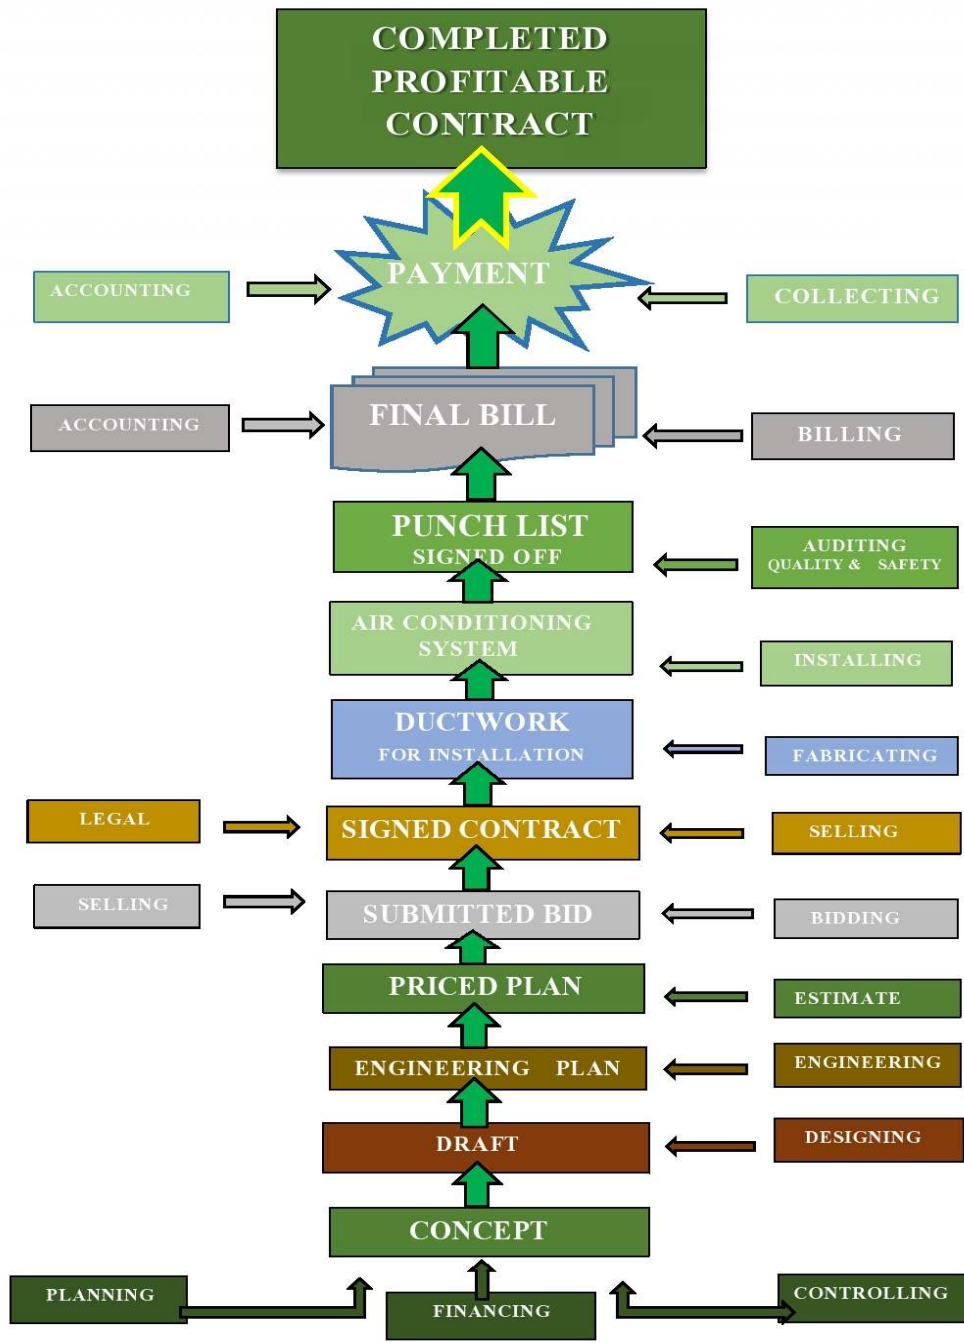 COMPLETED
PROFITABLE
CONTRACT
PAYMENT
ACCOUNTING
COLLECTING
FINAL BILL
ACCOUNTING
BILLING
PUNCH LIST
SIGNED OFF
AUDITING
QUALITY & SAFETY
AIR CONDITIONING
SYSTEM
INSTALLING
DUCTWORK
FOR INSTALLATION
FABRICATING
LEGAL
SIGNED CONTRACT
SELLING
SELLING
SUBMITTED BID
BIDDING
PRICED PLAN
ESTIMATE
ENGINEERING PLAN
ENGINEERING
DRAFT
DESIGNING
CONCEPT
PLANNING
FINANCING
CONTROLLING